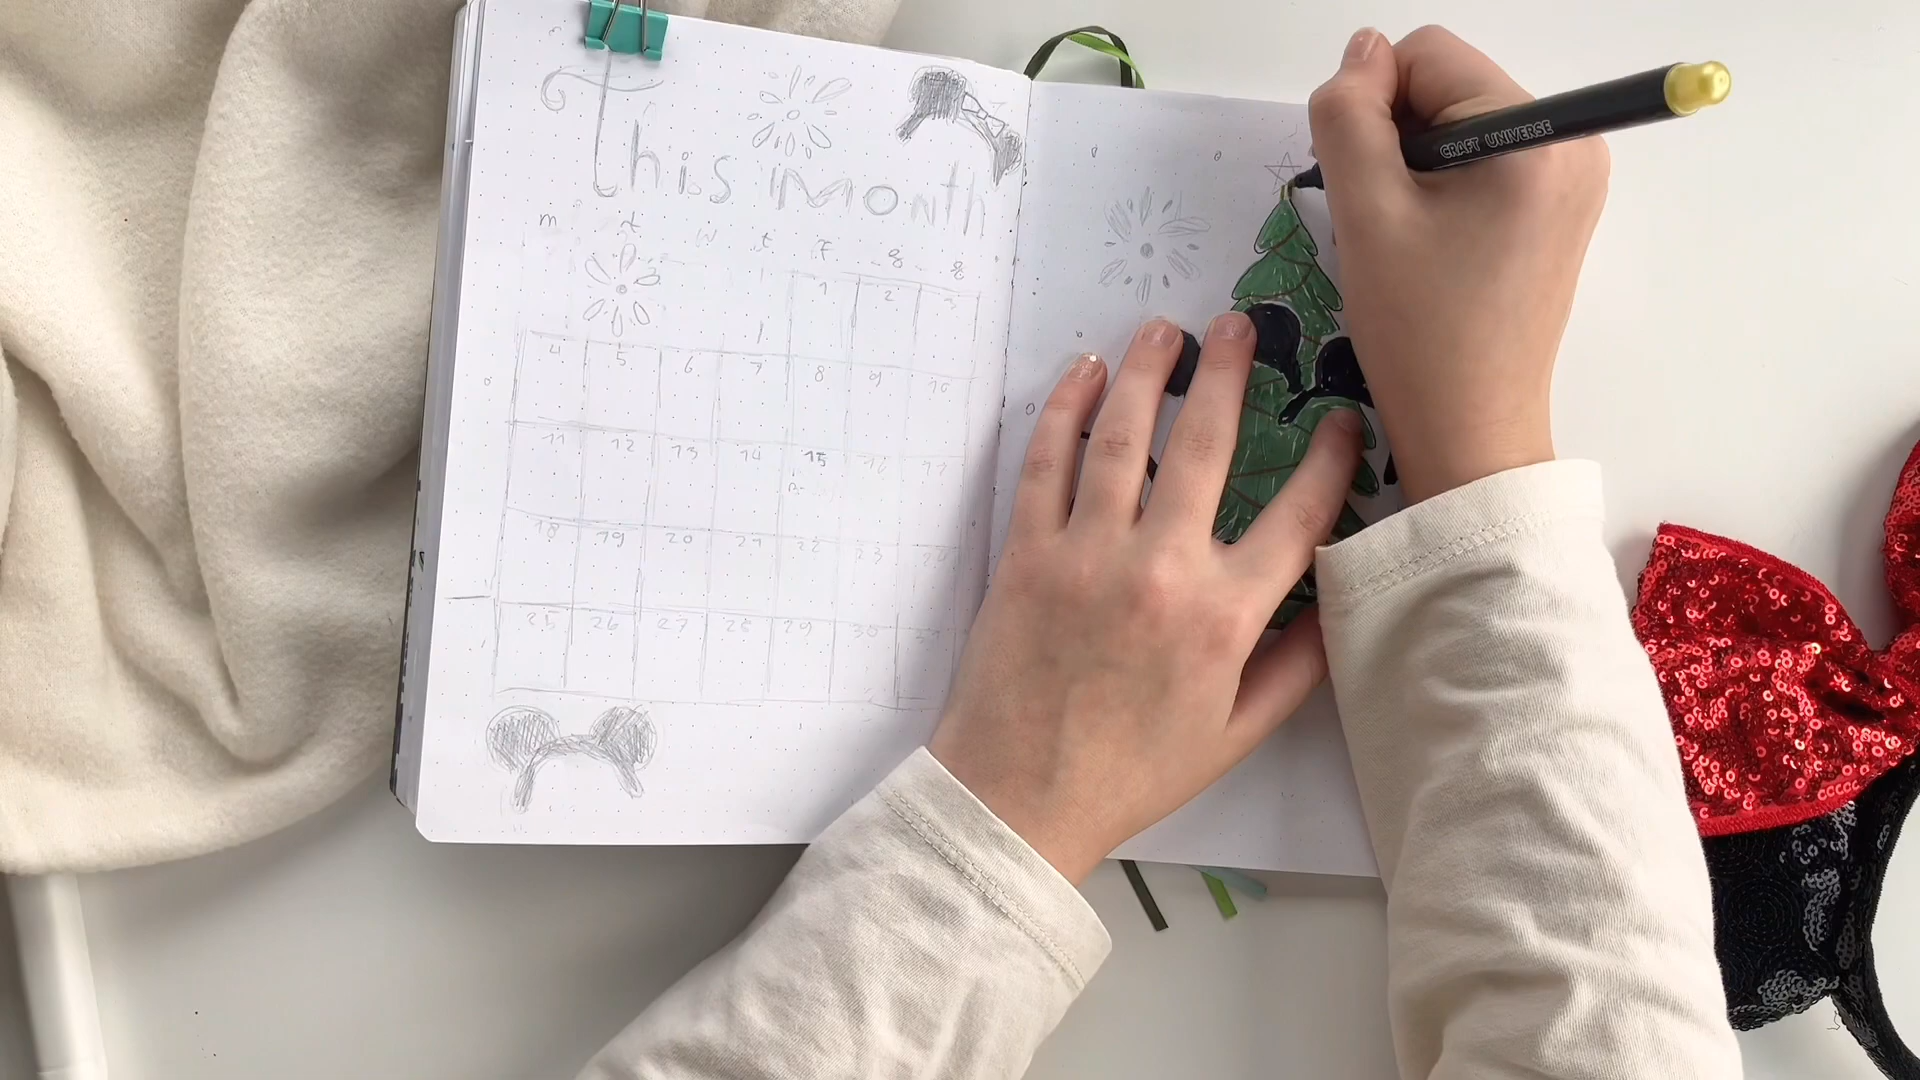 This Month
m t w t f s s
1 2 3
4 5 6 7 8 9 10
11 12 13 14 15 16 17
18 19 20 21 22 23 24
25 26 27 28 29 30 31
CRAFT UNIVERSE